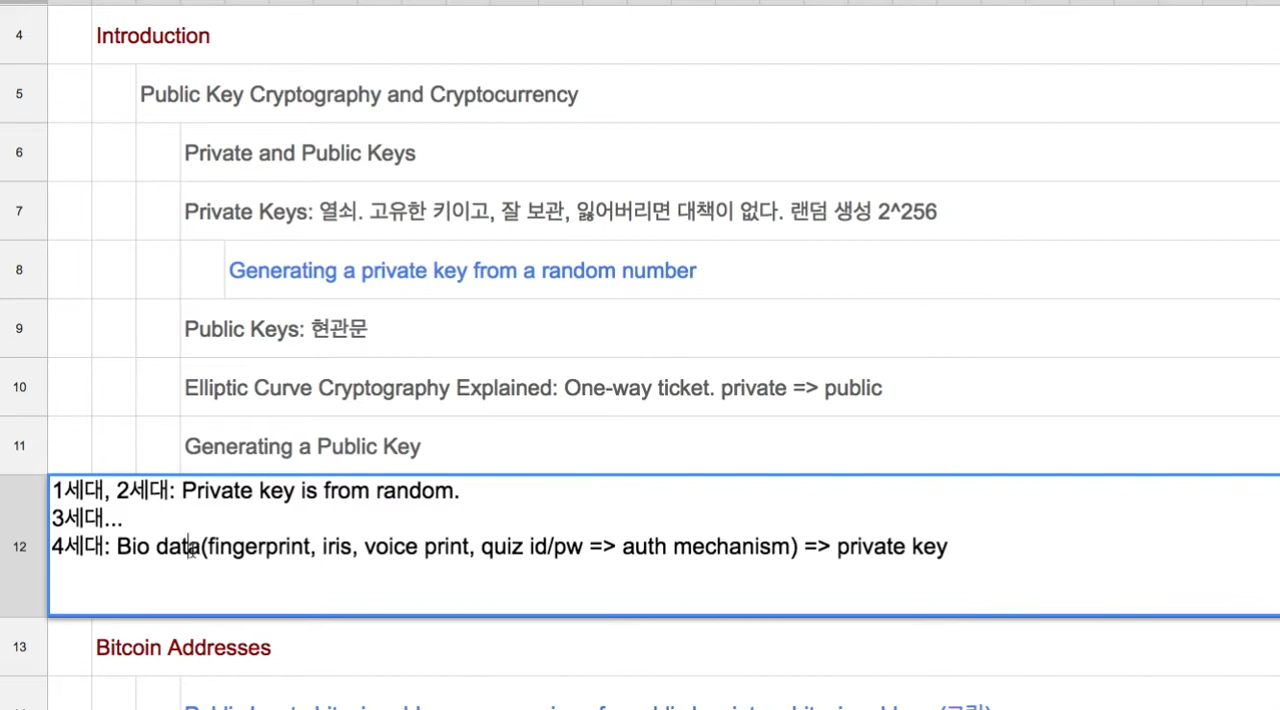 4 Introduction
5 Public Key Cryptography and Cryptocurrency
6 Private and Public Keys
7 Private Keys: 열쇠. 고유한 키이고, 잘 보관, 잃어버리면 대책이 없다. 랜덤 생성 2^256
8 Generating a private key from a random number
9 Public Keys: 현관문
10 Elliptic Curve Cryptography Explained: One-way ticket. private => public
11 Generating a Public Key
1세대, 2세대: Private key is from random.
3세대...
12 4세대: Bio data(fingerprint, iris, voice print, quiz id/pw => auth mechanism) => private key
13 Bitcoin Addresses